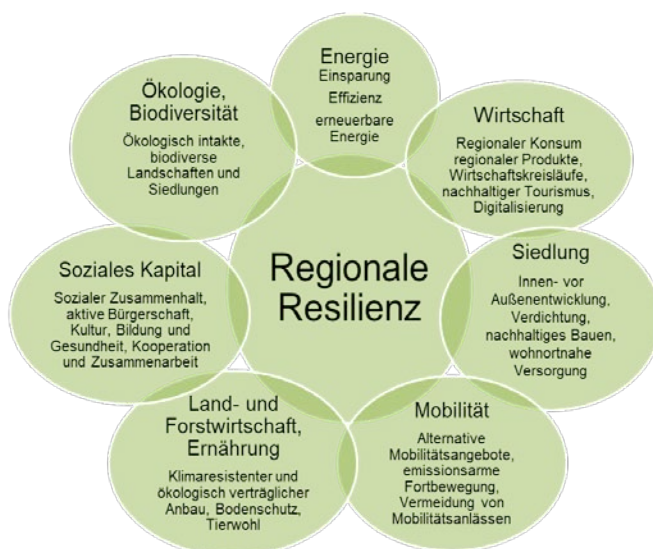 Energie
Einsparung
Effizienz
erneuerbare
Energie
Wirtschaft
Regionaler Konsum
regionaler Produkte,
Wirtschaftskreisläufe,
nachhaltiger Tourismus,
Digitalisierung
Siedlung
Innen- vor
Außenentwicklung,
Verdichtung,
nachhaltiges Bauen,
wohnortnahe
Versorgung
Mobilität
Alternative
Mobilitätsangebote,
emissionsarme
Fortbewegung,
Vermeidung von
Mobilitätsanlässen
Land- und
Forstwirtschaft,
Ernährung
Klimaresistenter und
ökologisch verträglicher
Anbau, Bodenschutz,
Tierwohl
Soziales Kapital
Sozialer Zusammenhalt,
aktive Bürgerschaft,
Kultur, Bildung und
Gesundheit, Kooperation
und Zusammenarbeit
Ökologie,
Biodiversität
Ökologisch intakte,
biodiverse
Landschaften und
Siedlungen
Regionale
Resilienz